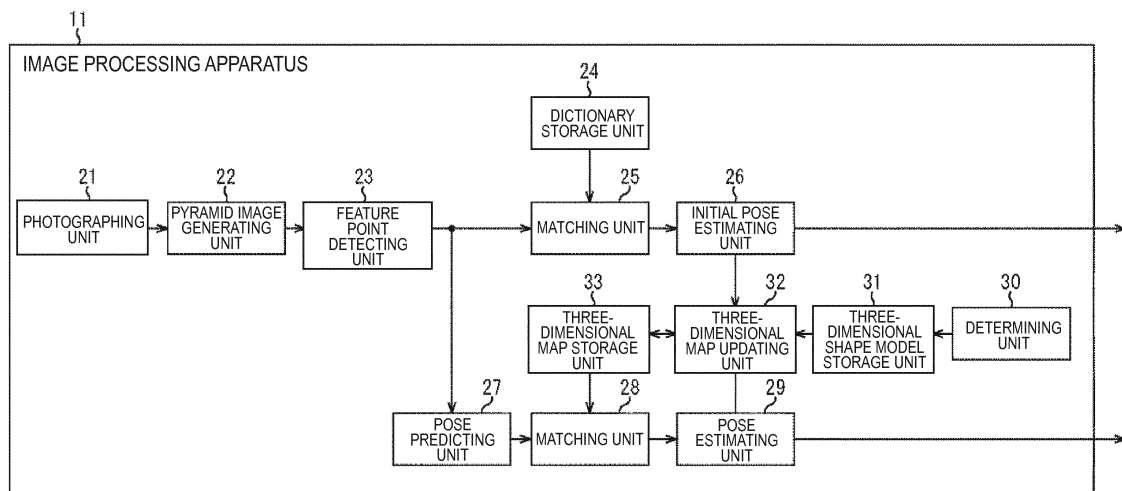 11
IMAGE PROCESSING APPARATUS
24
DICTIONARY
STORAGE UNIT
21
PHOTOGRAPHING
UNIT
22
PYRAMID IMAGE
GENERATING
UNIT
23
FEATURE
POINT
DETECTING
UNIT
25
MATCHING UNIT
26
INITIAL POSE
ESTIMATING
UNIT
33
THREE-
DIMENSIONAL
MAP STORAGE
UNIT
32
THREE-
DIMENSIONAL
MAP UPDATING
UNIT
31
THREE-
DIMENSIONAL
SHAPE MODEL
STORAGE UNIT
30
DETERMINING
UNIT
27
POSE
PREDICTING
UNIT
28
MATCHING UNIT
29
POSE
ESTIMATING
UNIT